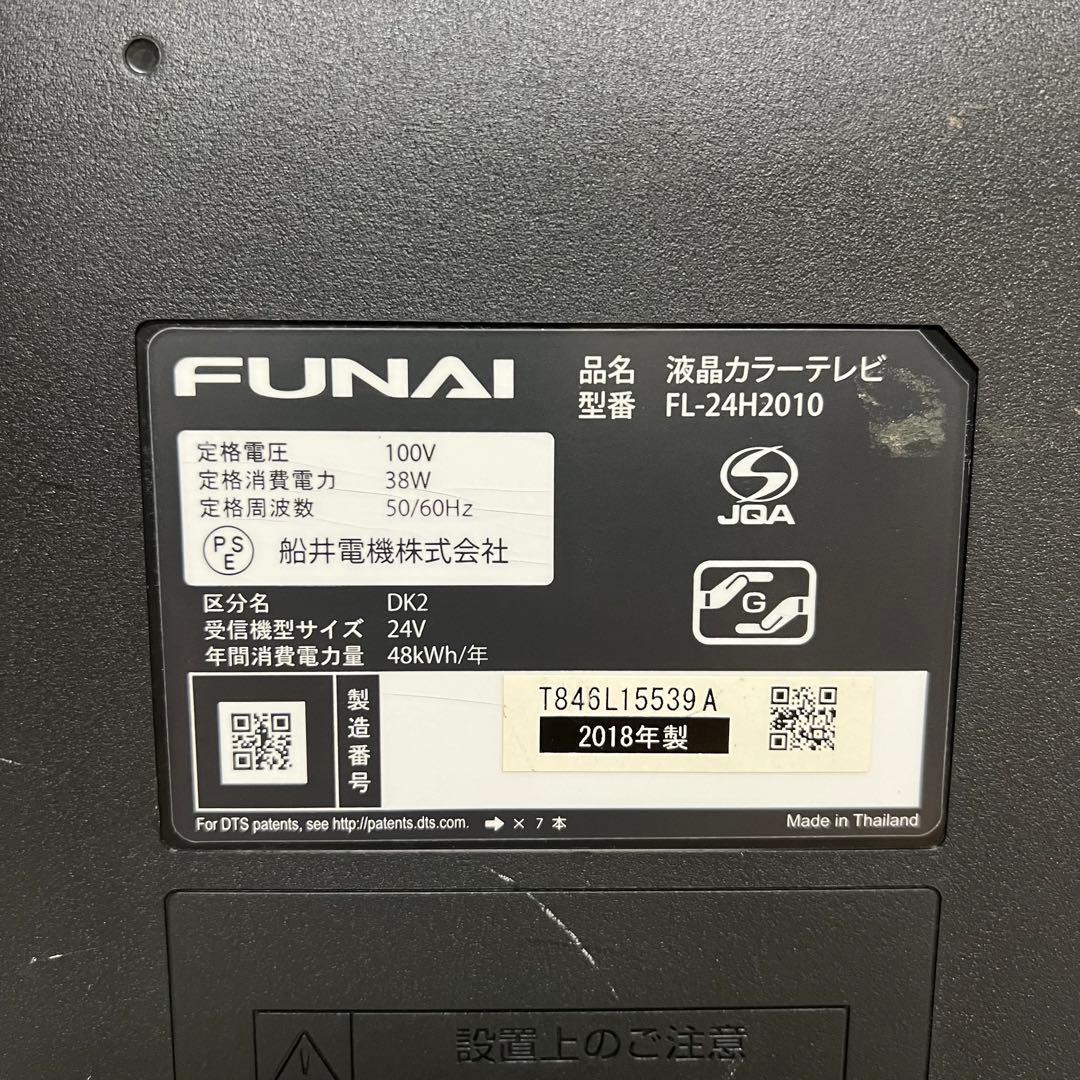 FUNAI
品名 液晶カラーテレビ
型番 FL-24H2010
定格電圧 100V
定格消費電力 38W
定格周波数 50/60Hz
PSE 船井電機株式会社
JQA
G
区分名 DK2
受信機型サイズ 24V
年間消費電力量 48kWh/年
製造番号
T846L15539A
2018年製
For DTS patents, see http://patents.dts.com. ➡ × 7 本
Made in Thailand
設置上のご注意